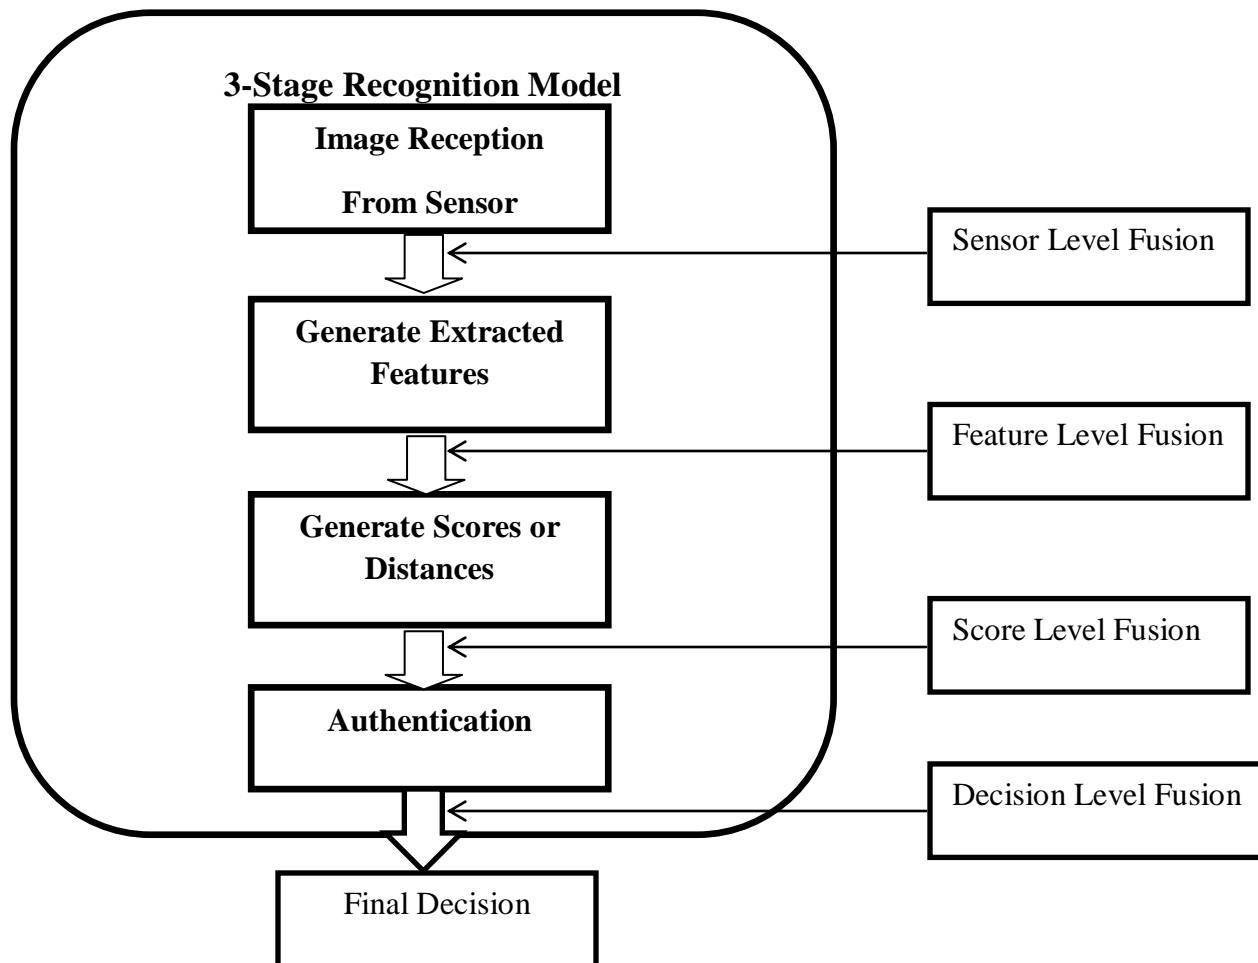 3-Stage Recognition Model
Image Reception
From Sensor
Sensor Level Fusion
Generate Extracted
Features
Feature Level Fusion
Generate Scores or
Distances
Score Level Fusion
Authentication
Decision Level Fusion
Final Decision